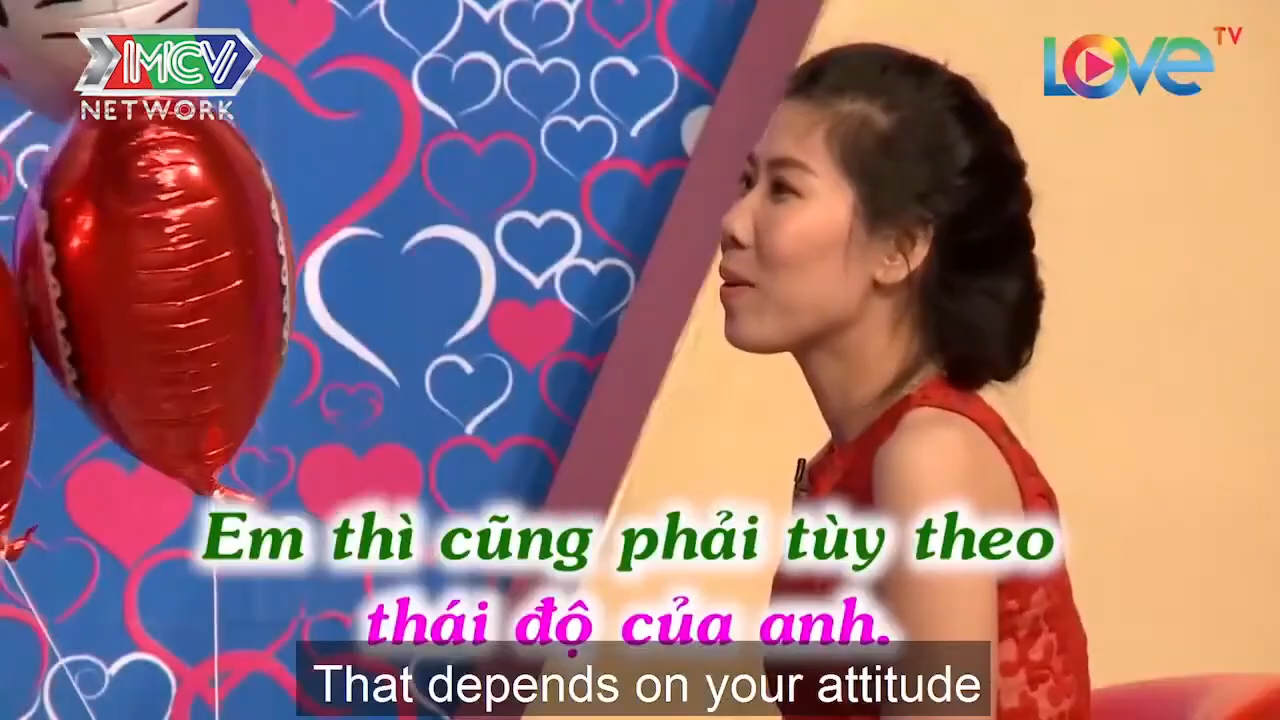 MCV
NETWORK
LOVE TV
Em thì cũng phải tùy theo
thái độ của anh.
That depends on your attitude